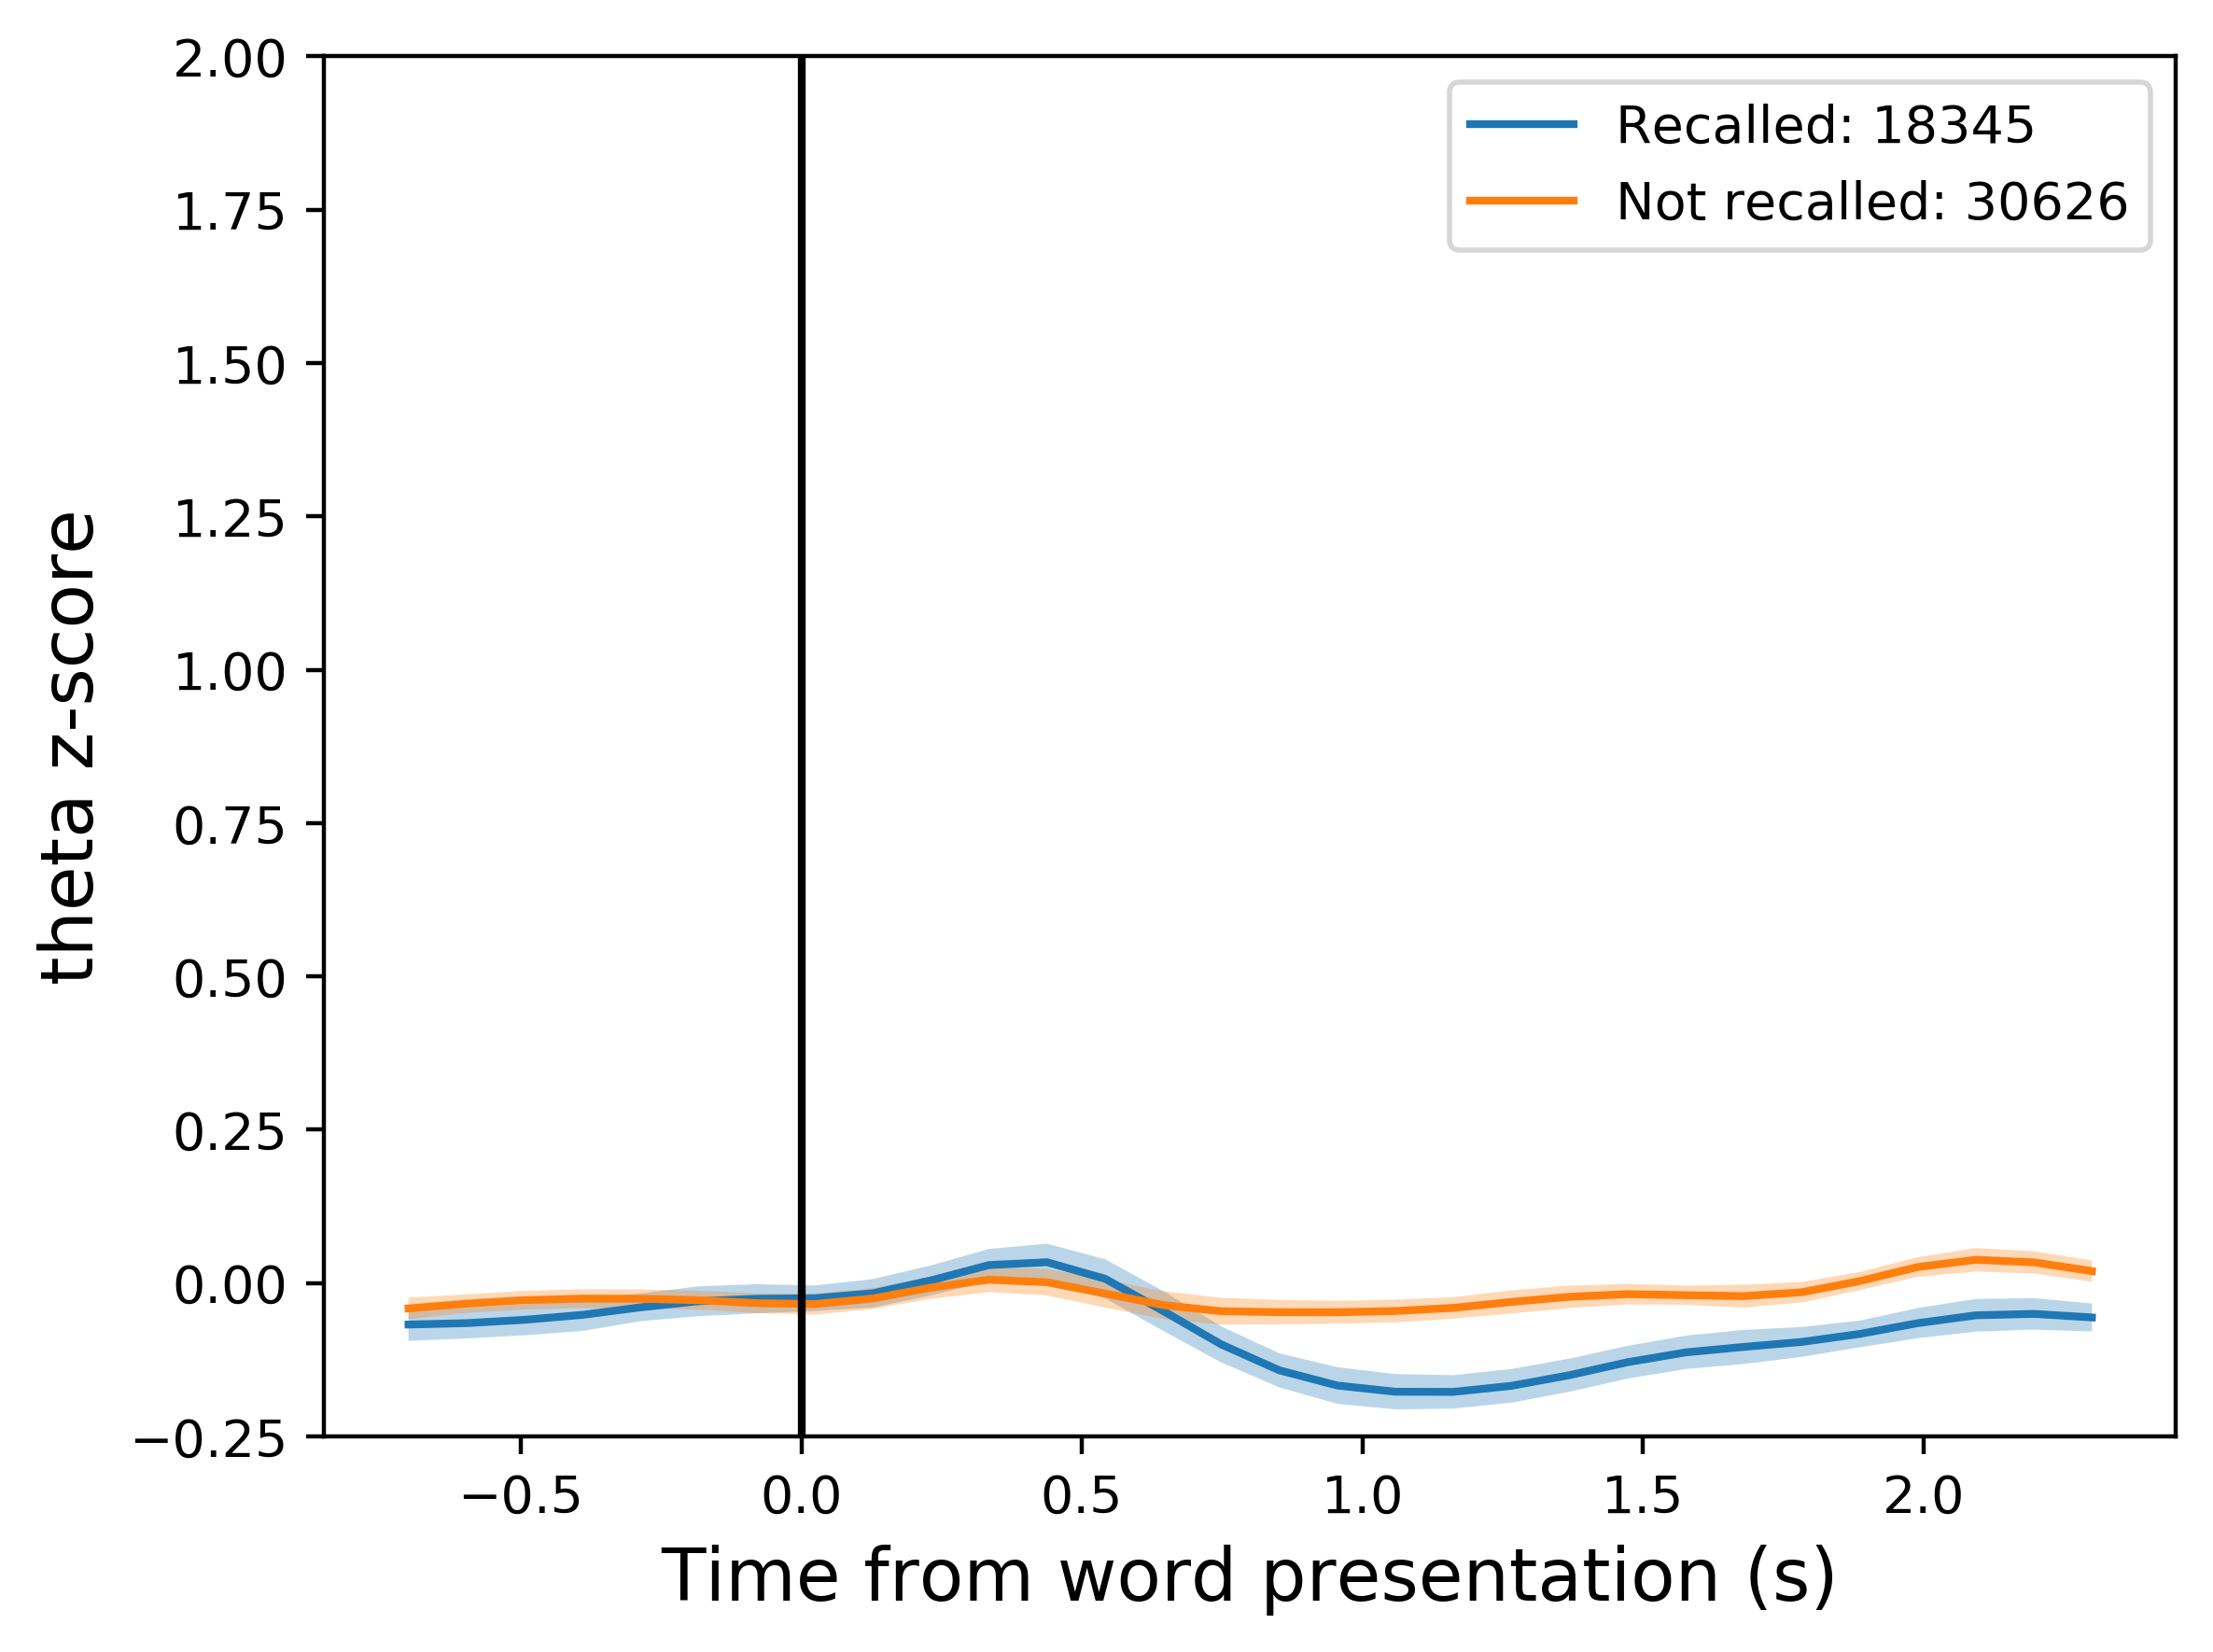 2.00
1.75
1.50
1.25
1.00
0.75
0.50
0.25
0.00
−0.25
theta z-score
Recalled: 18345
Not recalled: 30626
−0.5 0.0 0.5 1.0 1.5 2.0
Time from word presentation (s)